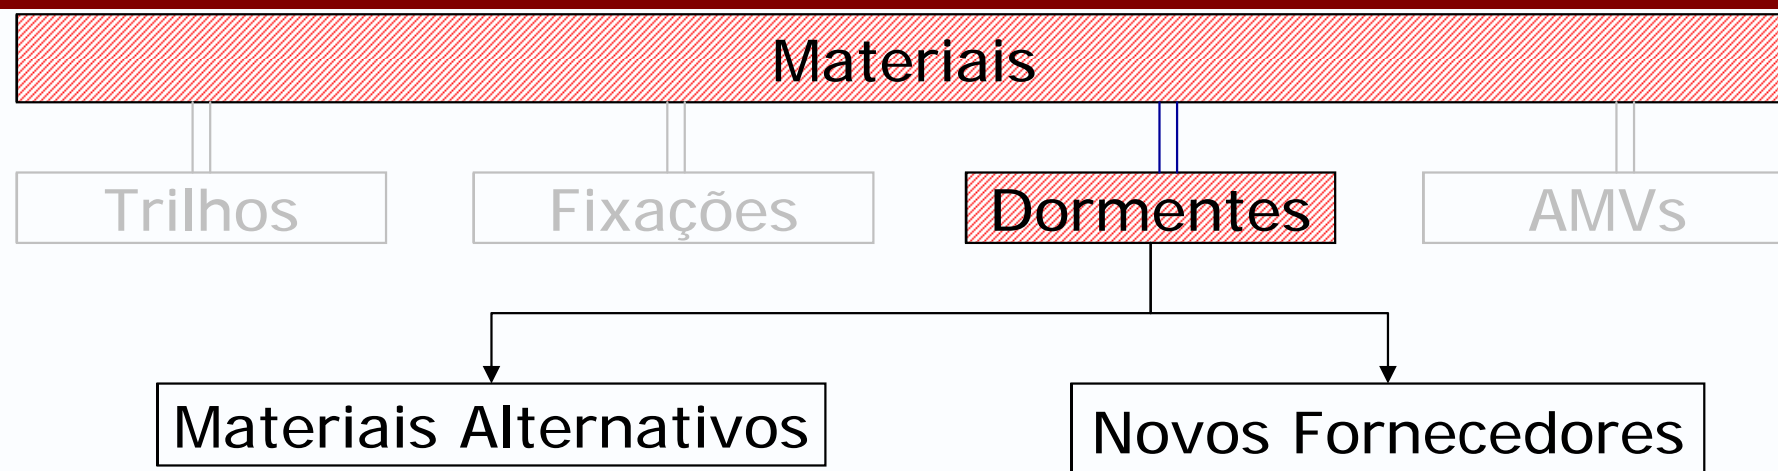 Materiais
Trilhos
Fixações
Dormentes
AMVs
Materiais Alternativos
Novos Fornecedores